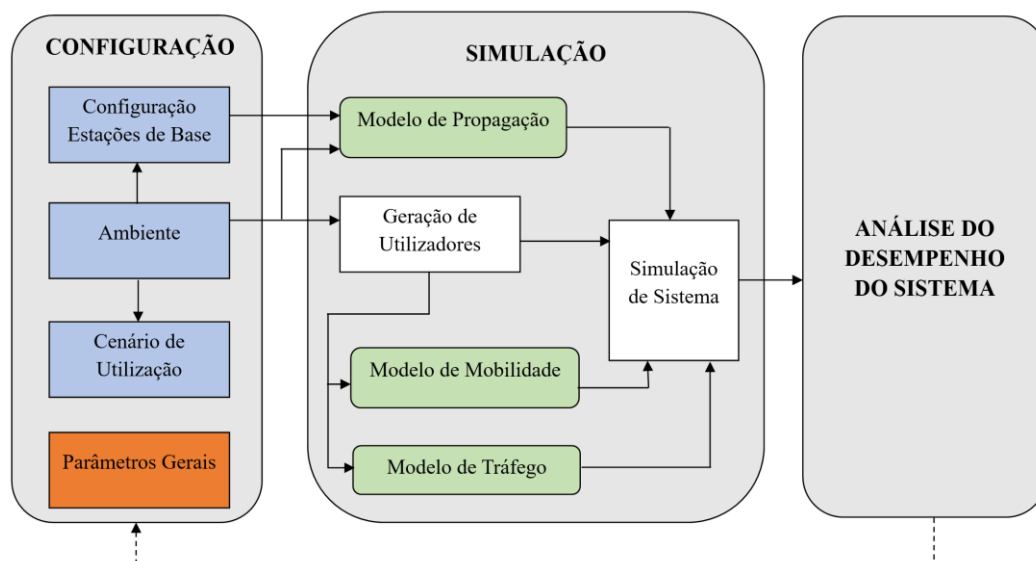 CONFIGURAÇÃO
Configuração
Estações de Base
Ambiente
Cenário de
Utilização
Parâmetros Gerais
SIMULAÇÃO
Modelo de Propagação
Geração de
Utilizadores
Simulação
de Sistema
Modelo de Mobilidade
Modelo de Tráfego
ANÁLISE DO
DESEMPENHO
DO SISTEMA